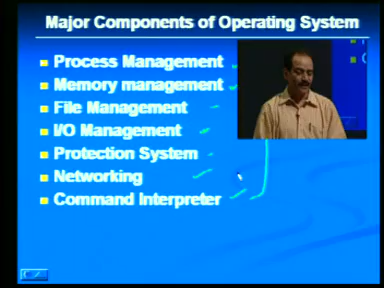 Major Components of Operating System
Process Management
Memory management
File Management
I/O Management
Protection System
Networking
Command Interpreter